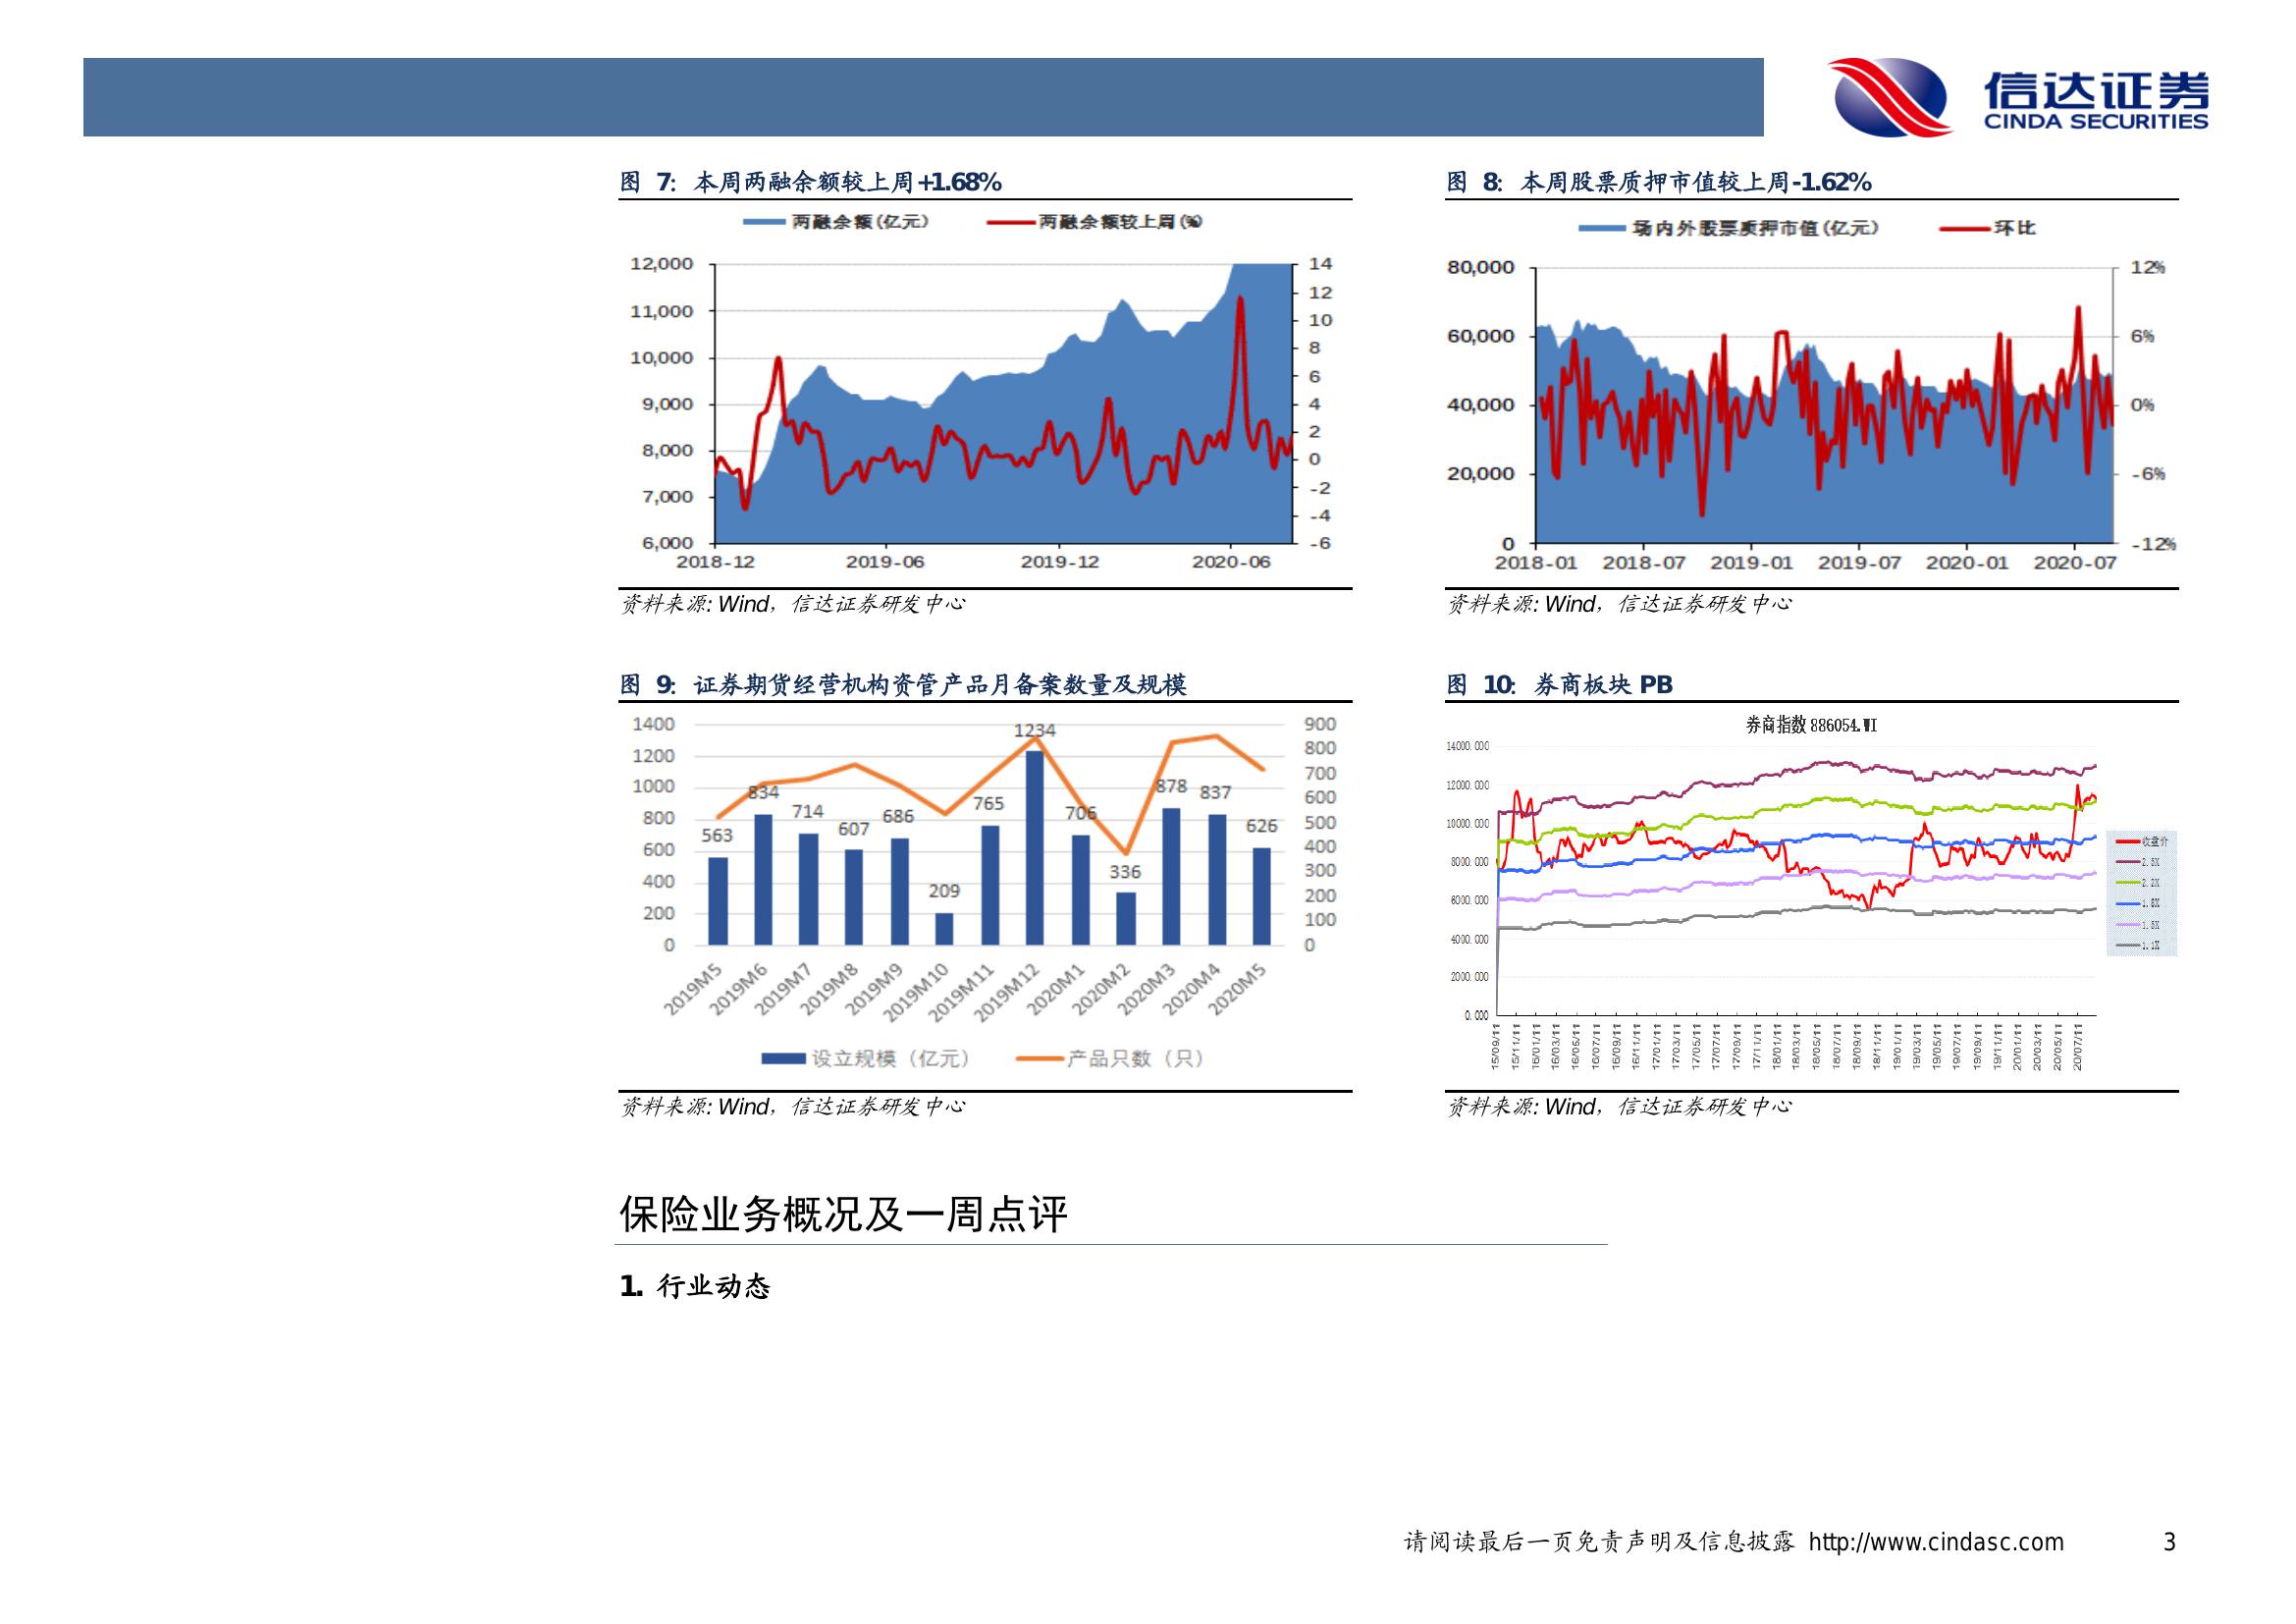 信达证券
CINDA SECURITIES
图 7: 本周两融余额较上周+1.68%
两融余额(亿元) 两融余额较上周(%)
12,000
11,000
10,000
9,000
8,000
7,000
6,000
14
12
10
8
6
4
2
0
-2
-4
-6
2018-12 2019-06 2019-12 2020-06
资料来源: Wind，信达证券研发中心
图 8: 本周股票质押市值较上周-1.62%
场内外股票质押市值(亿元) 环比
80,000
60,000
40,000
20,000
0
12%
6%
0%
-6%
-12%
2018-01 2018-07 2019-01 2019-07 2020-01 2020-07
资料来源: Wind，信达证券研发中心
图 9: 证券期货经营机构资管产品月备案数量及规模
1400
1200
1000
800
600
400
200
0
900
800
700
600
500
400
300
200
100
0
563 834 714 607 686 209 765 1234 706 336 878 837 626
2019M5 2019M6 2019M7 2019M8 2019M9 2019M10 2019M11 2019M12 2020M1 2020M2 2020M3 2020M4 2020M5
设立规模（亿元） 产品只数（只）
资料来源: Wind，信达证券研发中心
图 10: 券商板块 PB
券商指数 886054.WI
14000.000
12000.000
10000.000
8000.000
6000.000
4000.000
2000.000
0.000
15/09/11 15/11/11 16/01/11 16/03/11 16/05/11 16/07/11 16/09/11 16/11/11 17/01/11 17/03/11 17/05/11 17/07/11 17/09/11 17/11/11 18/01/11 18/03/11 18/05/11 18/07/11 18/09/11 18/11/11 19/01/11 19/03/11 19/05/11 19/07/11 19/09/11 19/11/11 20/01/11 20/03/11 20/05/11 20/07/11
收盘价
2.5X
2.2X
1.5X
1.1X
资料来源: Wind，信达证券研发中心
保险业务概况及一周点评
1. 行业动态
请阅读最后一页免责声明及信息披露 http://www.cindasc.com 3